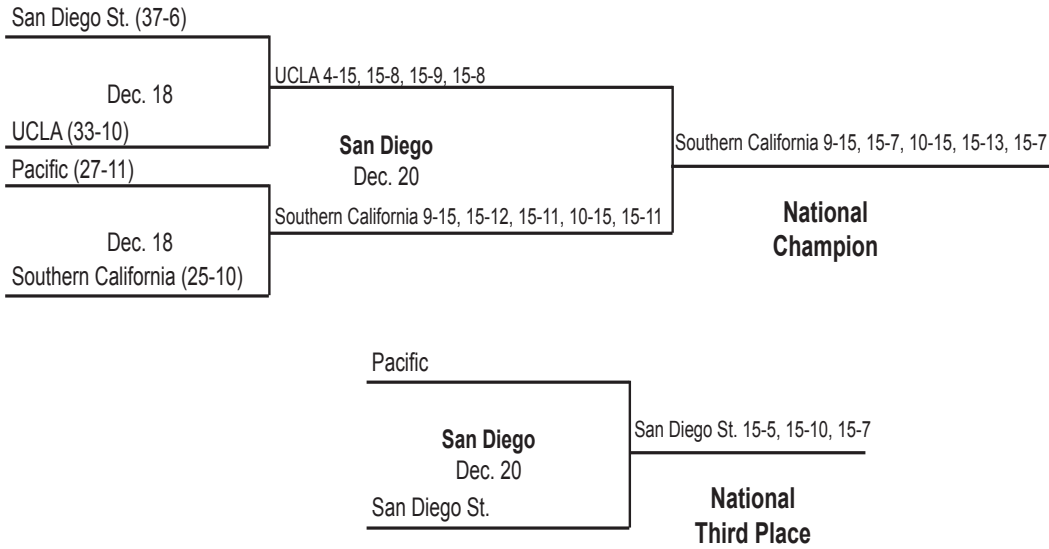 San Diego St. (37-6)
Dec. 18
UCLA (33-10)
UCLA 4-15, 15-8, 15-9, 15-8
Pacific (27-11)
Dec. 18
Southern California (25-10)
Southern California 9-15, 15-12, 15-11, 10-15, 15-11
San Diego
Dec. 20
Southern California 9-15, 15-7, 10-15, 15-13, 15-7
National
Champion
Pacific
San Diego
Dec. 20
San Diego St.
San Diego St. 15-5, 15-10, 15-7
National
Third Place